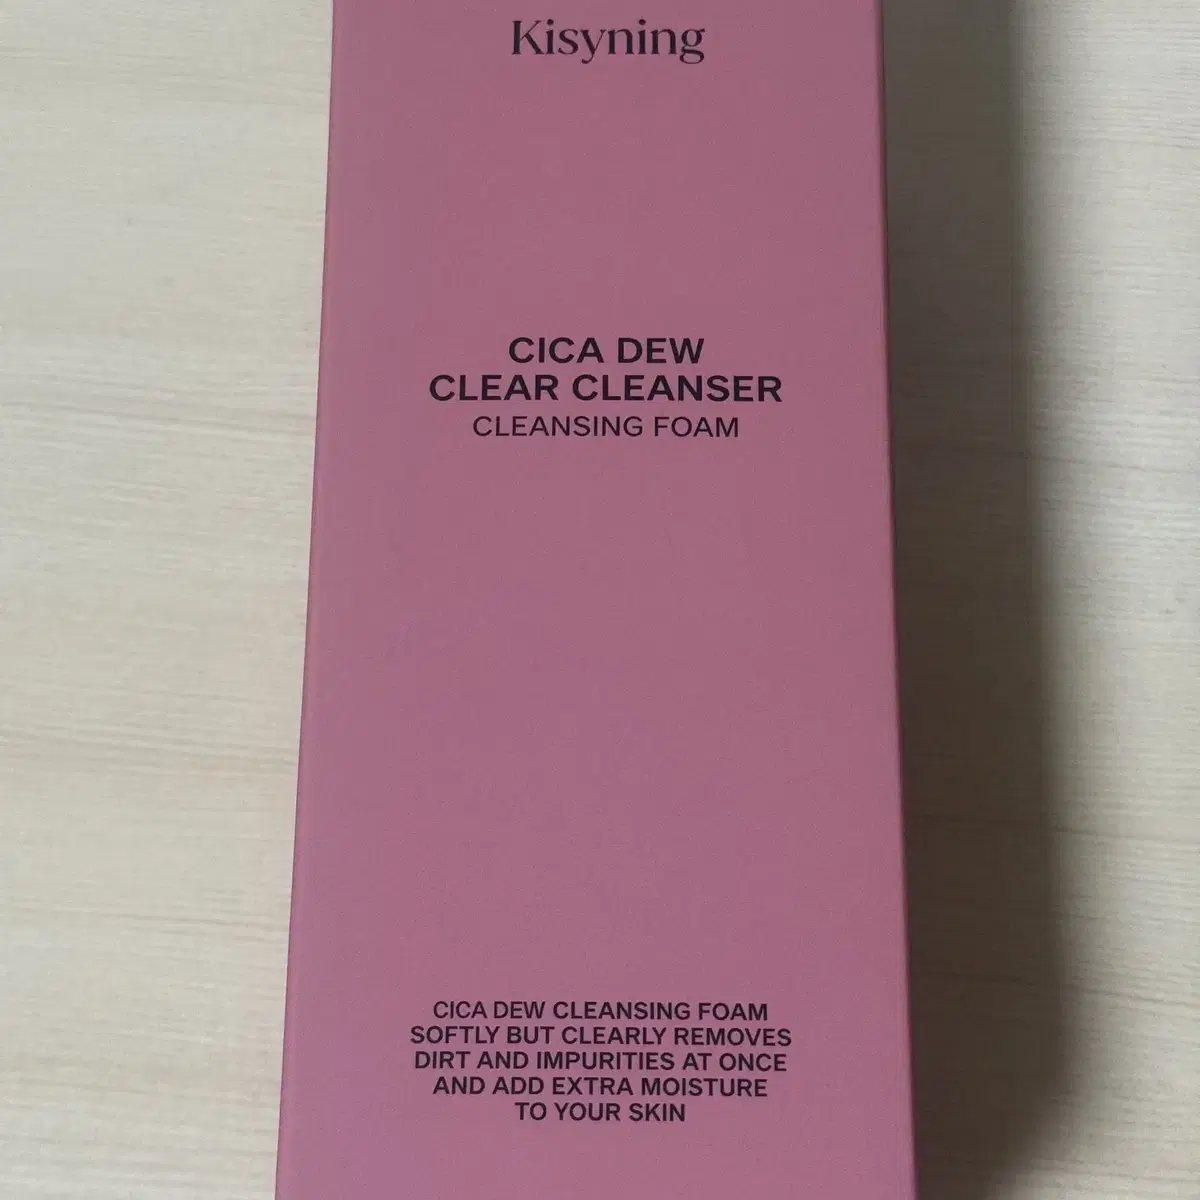 Kisyning
CICA DEW
CLEAR CLEANSER
CLEANSING FOAM
CICA DEW CLEANSING FOAM
SOFTLY BUT CLEARLY REMOVES
DIRT AND IMPURITIES AT ONCE
AND ADD EXTRA MOISTURE
TO YOUR SKIN